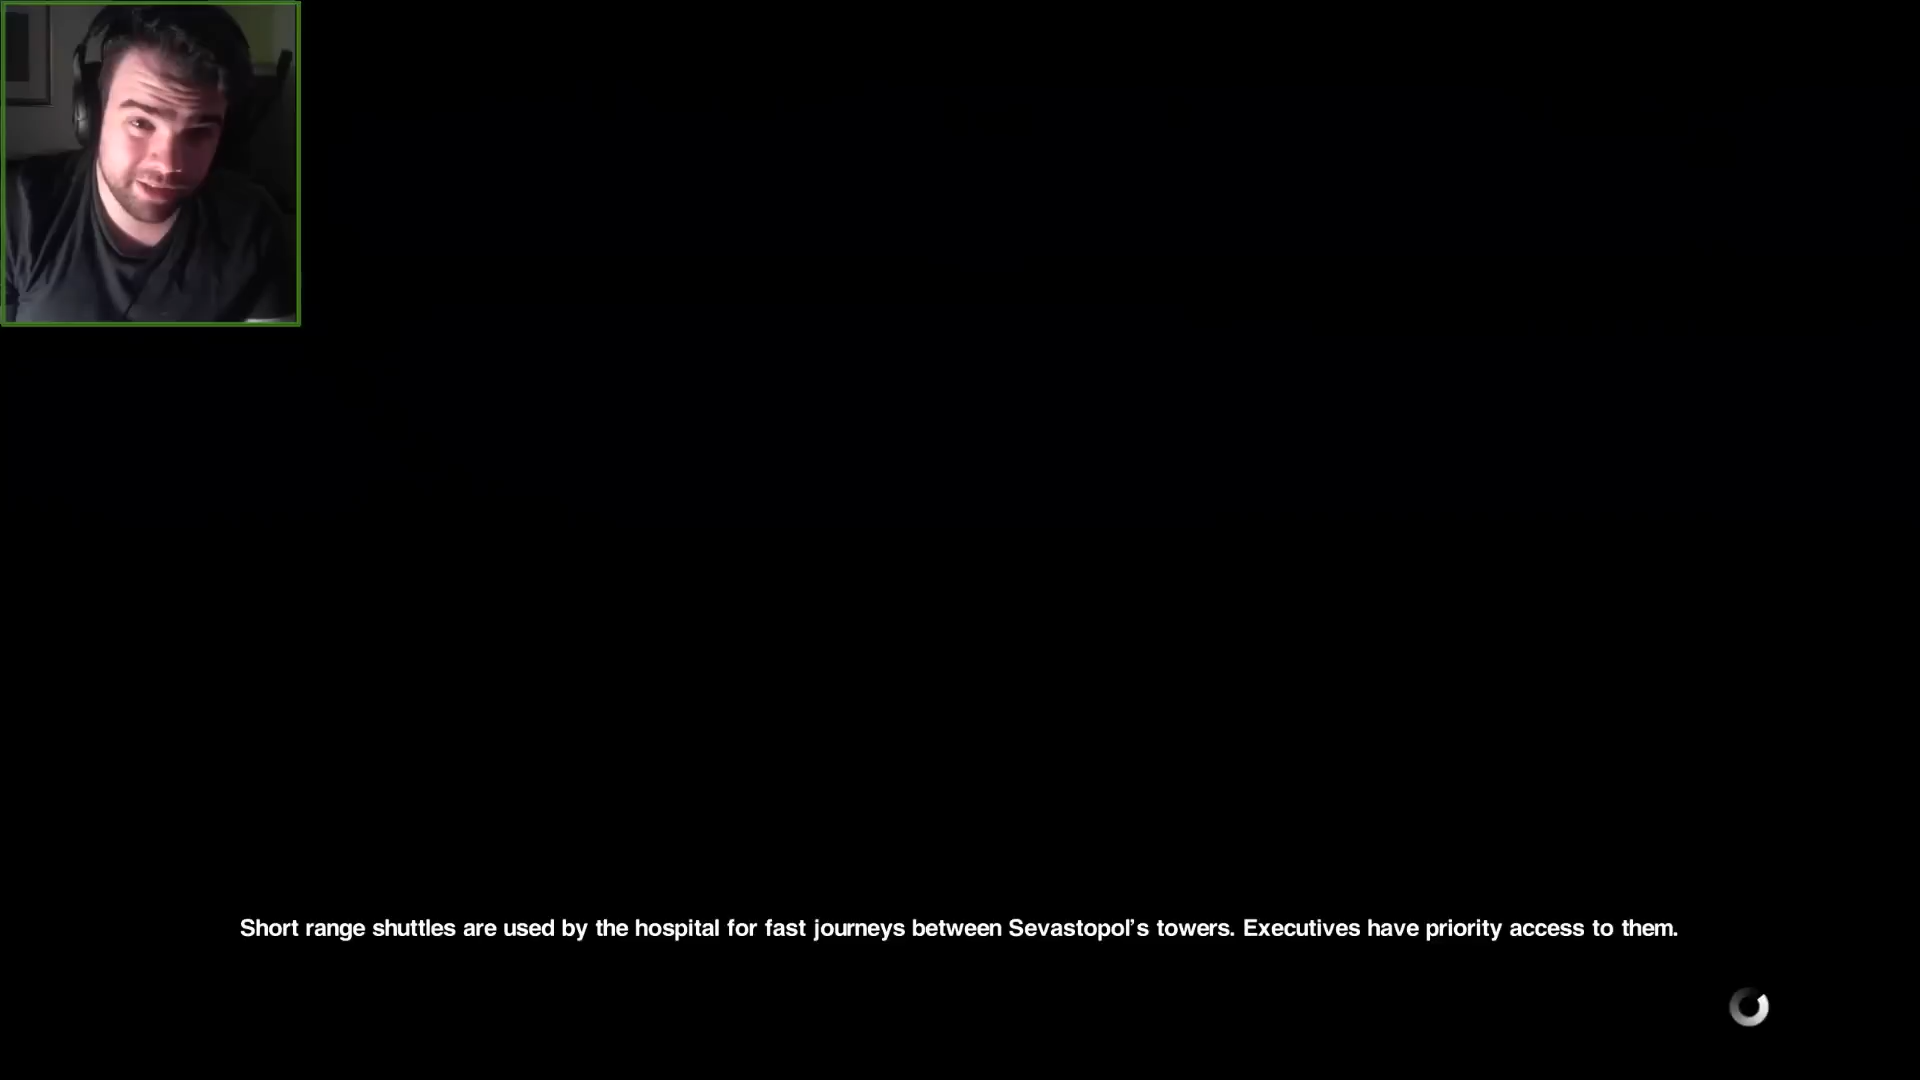 Short range shuttles are used by the hospital for fast journeys between Sevastopol’s towers. Executives have priority access to them.